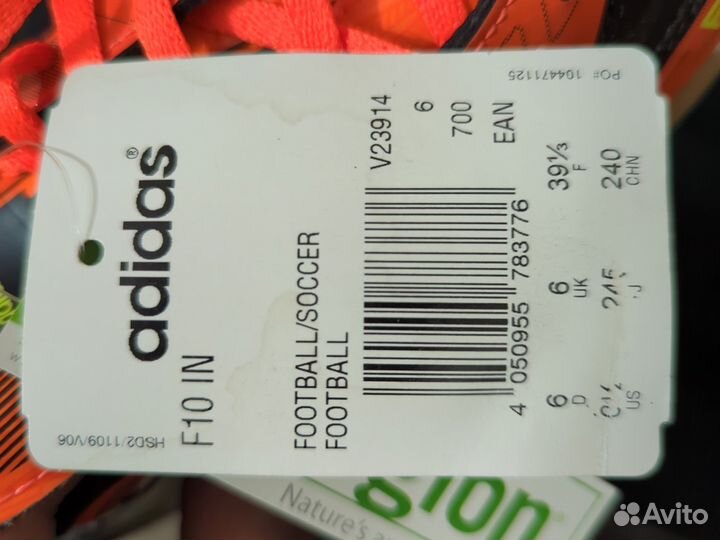 adidas®
F10 IN
HSD2/1109/V06
FOOTBALL/SOCCER
FOOTBALL
V23914
6
700
EAN
4 050955 783776
6
D
6
UK
39⅓
F
US
245
J
240
CHN
PO# 104471125
Nature's
Avito